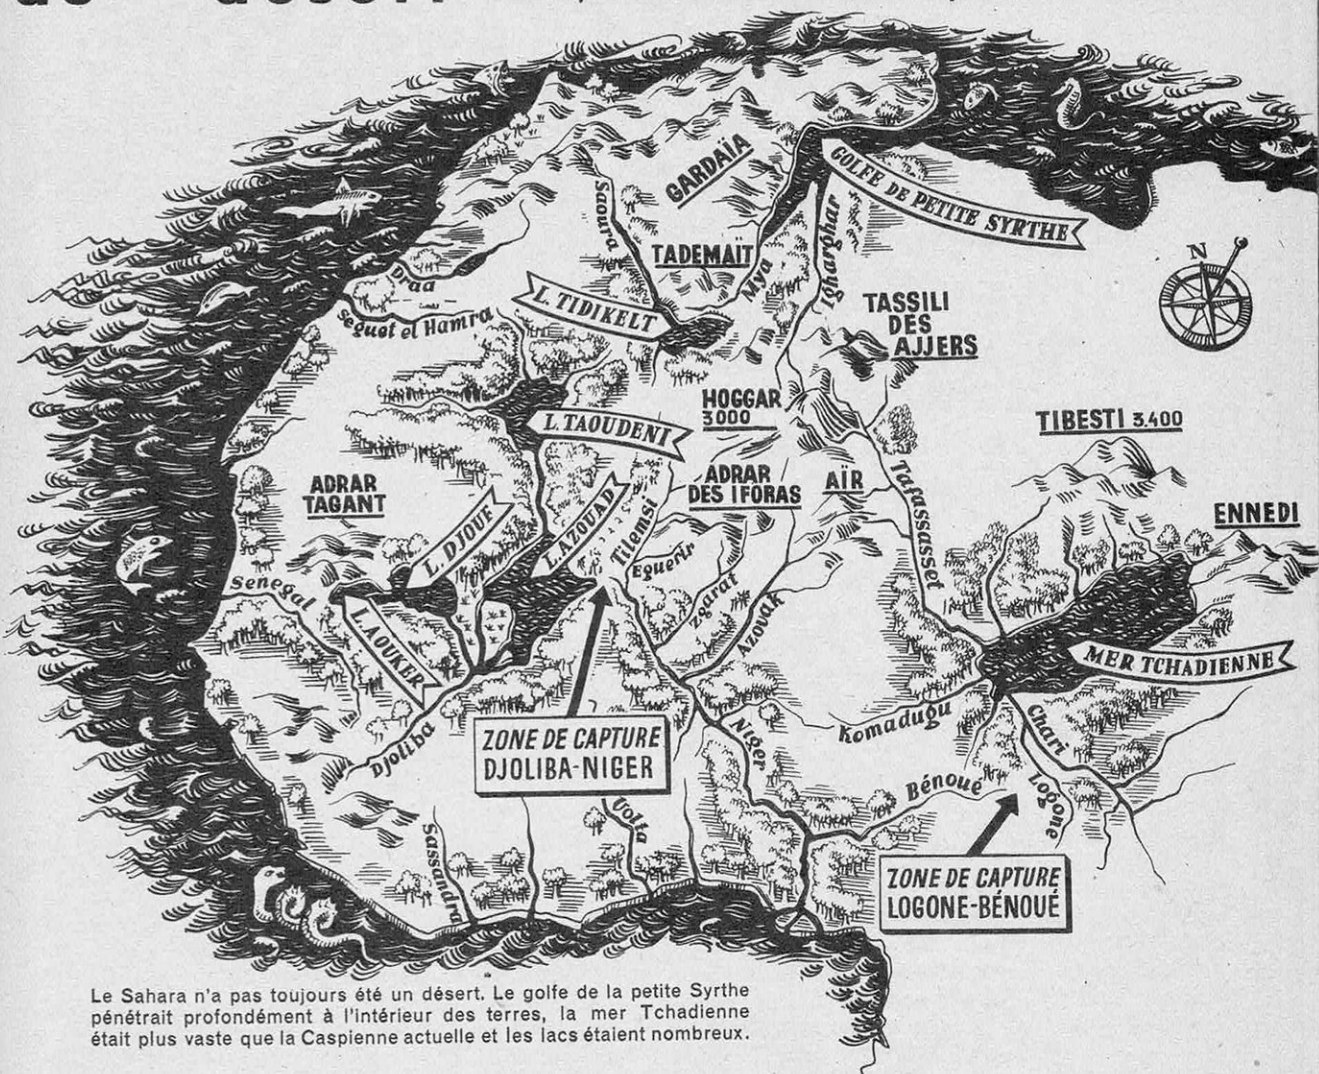 GARDAÏA
GOLFE DE PETITE SYRTHE
Saoura
TADEMAÏT
Mya
Igharghar
N
Draa
Seguet el Hamra
L. TIDIKELT
TASSILI
DES
AJJERS
HOGGAR
3000
TIBESTI 3.400
L. TAOUDENI
ADRAR
TAGANT
ADRAR
DES IFORAS
AÏR
Tafassasset
ENNEDI
L. DJOUF
L. AZOUAD
Tilemsi
Eguerir
Zgarat
Azouak
Senegal
L. AOUKER
MER TCHADIENNE
Djoliba
ZONE DE CAPTURE
DJOLIBA-NIGER
Niger
Komadugu
Chari
Logone
Bénoué
Volta
Sassandra
ZONE DE CAPTURE
LOGONE-BÉNOUÉ
Le Sahara n'a pas toujours été un désert. Le golfe de la petite Syrthe
pénétrait profondément à l'intérieur des terres, la mer Tchadienne
était plus vaste que la Caspienne actuelle et les lacs étaient nombreux.